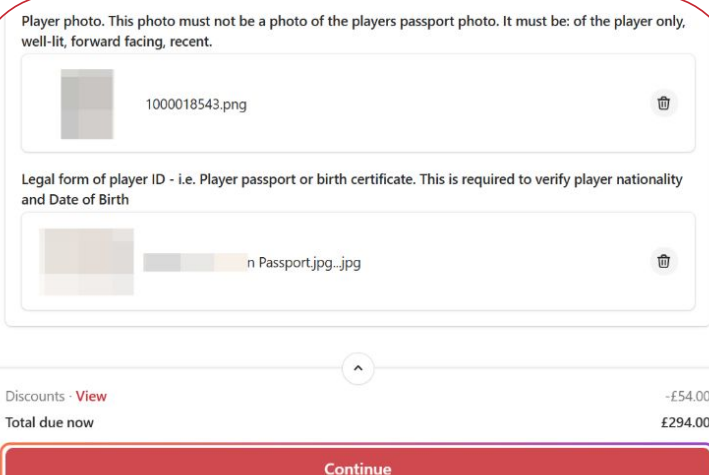 Player photo. This photo must not be a photo of the players passport photo. It must be: of the player only,
well-lit, forward facing, recent.
1000018543.png
Legal form of player ID - i.e. Player passport or birth certificate. This is required to verify player nationality
and Date of Birth
n Passport.jpg...jpg
Discounts · View
-£54.00
Total due now
£294.00
Continue